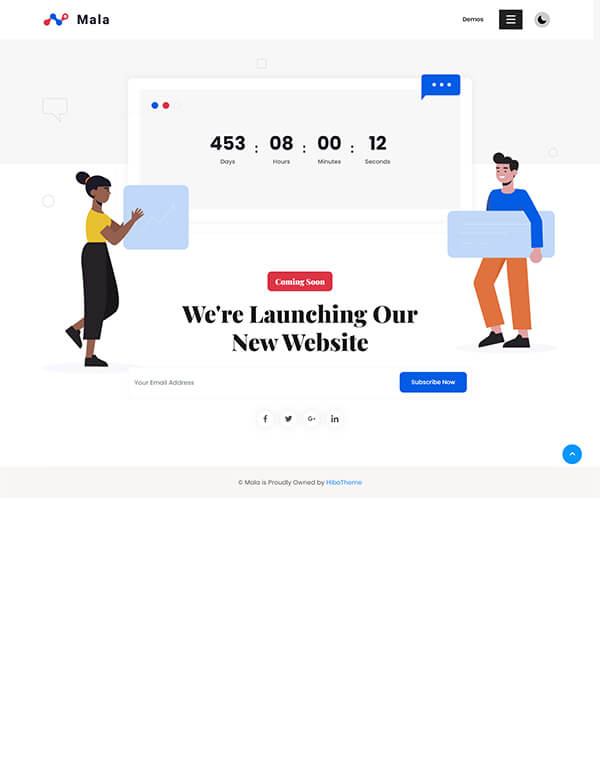 Mala
Demos
453 : 08 : 00 : 12
Days Hours Minutes Seconds
Coming Soon
We're Launching Our
New Website
Your Email Address
Subscribe Now
© Mala is Proudly Owned by HiboTheme